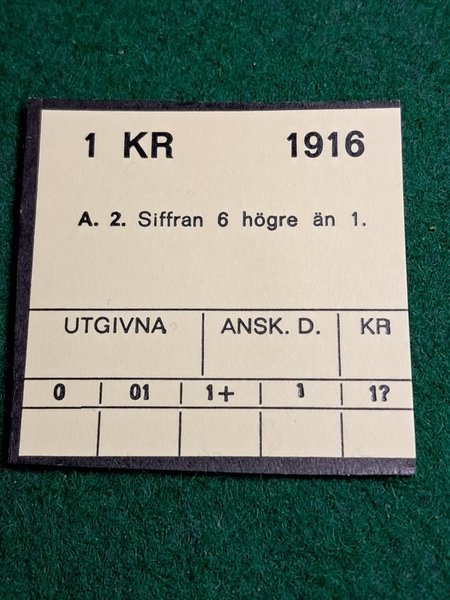 1 KR 1916
A. 2. Siffran 6 högre än 1.
UTGIVNA ANSK. D. KR
0 01 1+ 1 1?